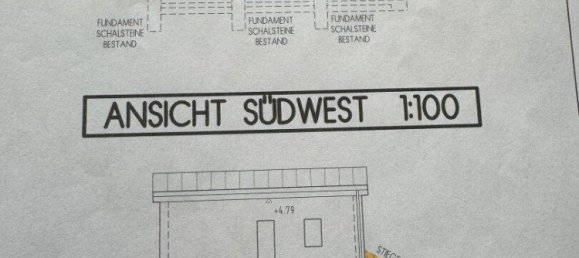 FUNDAMENT
SCHALSTEINE
BESTAND
FUNDAMENT
SCHALSTEINE
BESTAND
FUNDAMENT
SCHALSTEINE
BESTAND
ANSICHT SÜDWEST 1:100
+4.79